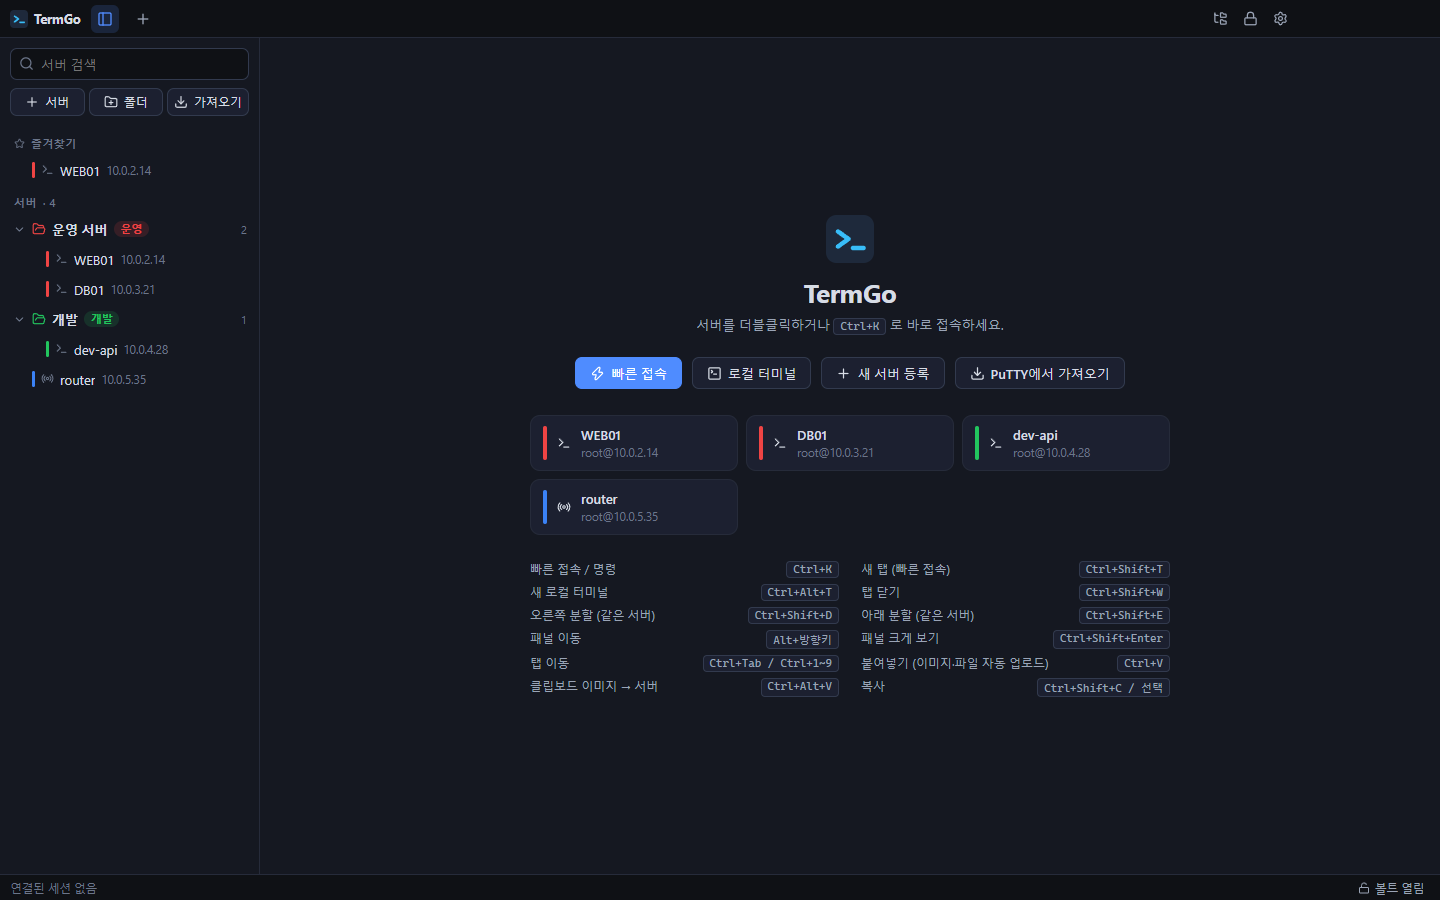 TermGo
서버 검색
서버
폴더
가져오기
즐겨찾기
WEB01 10.0.2.14
서버 · 4
운영 서버 운영 2
WEB01 10.0.2.14
DB01 10.0.3.21
개발 개발 1
dev-api 10.0.4.28
router 10.0.5.35
TermGo
서버를 더블클릭하거나 Ctrl+K 로 바로 접속하세요.
빠른 접속
로컬 터미널
새 서버 등록
PuTTY에서 가져오기
WEB01
root@10.0.2.14
DB01
root@10.0.3.21
dev-api
root@10.0.4.28
router
root@10.0.5.35
빠른 접속 / 명령 Ctrl+K
새 탭 (빠른 접속) Ctrl+Shift+T
새 로컬 터미널 Ctrl+Alt+T
탭 닫기 Ctrl+Shift+W
오른쪽 분할 (같은 서버) Ctrl+Shift+D
아래 분할 (같은 서버) Ctrl+Shift+E
패널 이동 Alt+방향키
패널 크게 보기 Ctrl+Shift+Enter
탭 이동 Ctrl+Tab / Ctrl+1~9
붙여넣기 (이미지·파일 자동 업로드) Ctrl+V
클립보드 이미지 → 서버 Ctrl+Alt+V
복사 Ctrl+Shift+C / 선택
연결된 세션 없음
볼트 열림